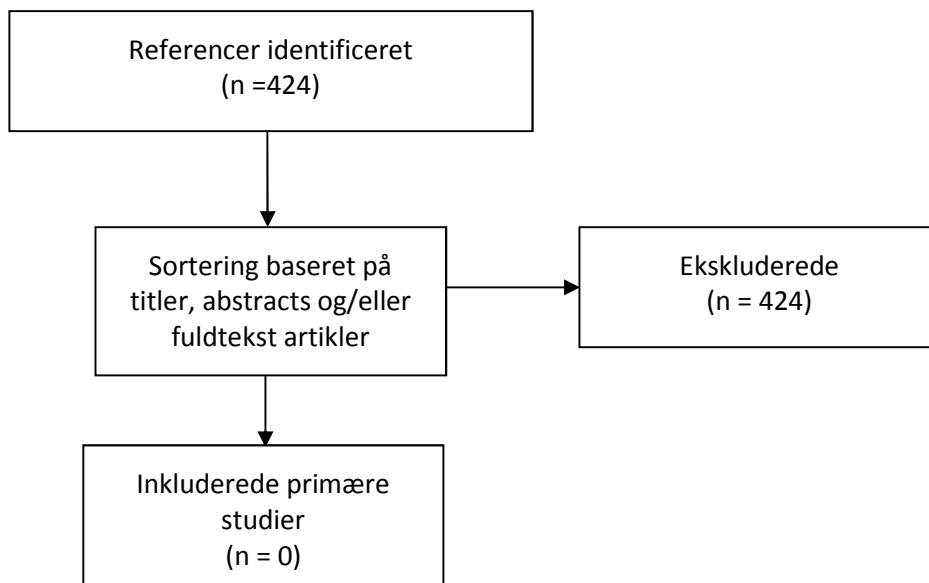 Referencer identificeret
(n =424)
Sortering baseret på
titler, abstracts og/eller
fuldtekst artikler
Ekskluderede
(n = 424)
Inkluderede primære
studier
(n = 0)